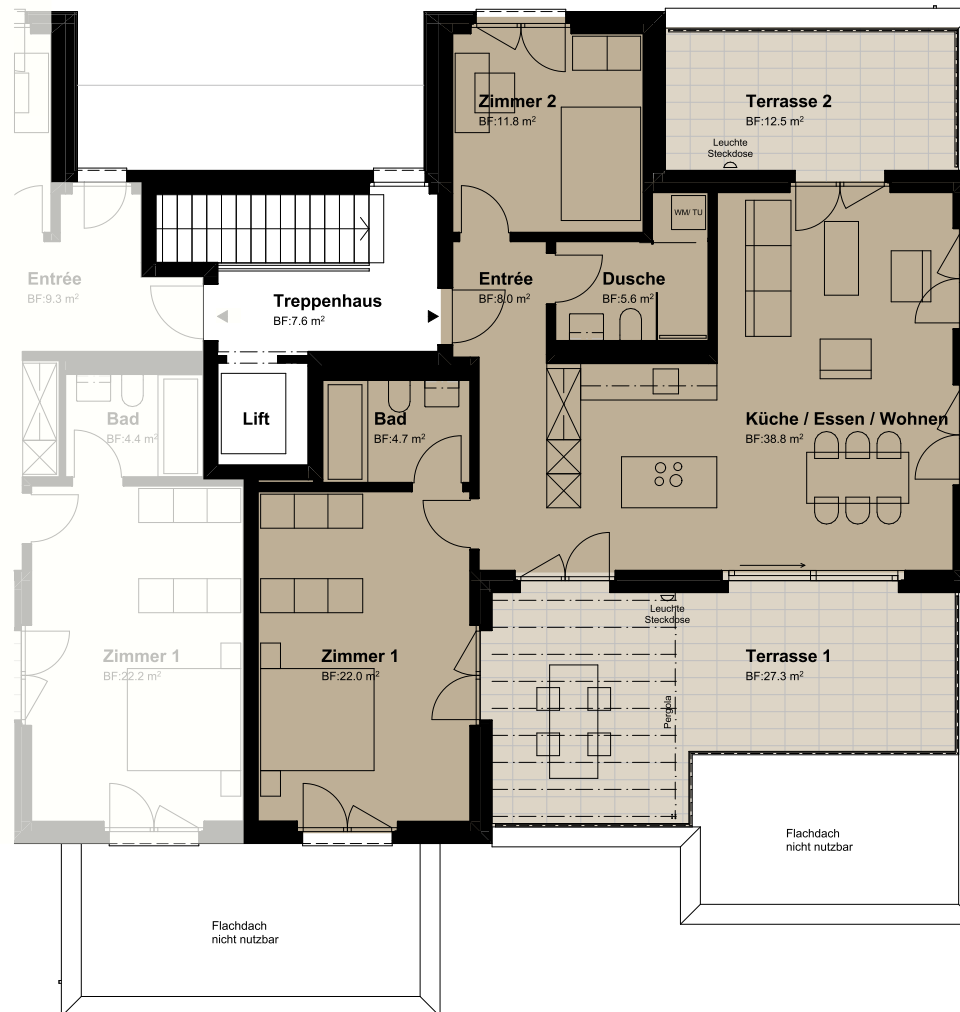 Zimmer 2
BF:11.8 m²
Terrasse 2
BF:12.5 m²
Leuchte
Steckdose
WM/ TU
Entrée
BF:9.3 m²
Treppenhaus
BF:7.6 m²
Entrée
BF:8.0 m²
Dusche
BF:5.6 m²
Bad
BF:4.4 m²
Lift
Bad
BF:4.7 m²
Küche / Essen / Wohnen
BF:38.8 m²
Leuchte
Steckdose
Zimmer 1
BF:22.2 m²
Zimmer 1
BF:22.0 m²
Pergola
Terrasse 1
BF:27.3 m²
Flachdach
nicht nutzbar
Flachdach
nicht nutzbar